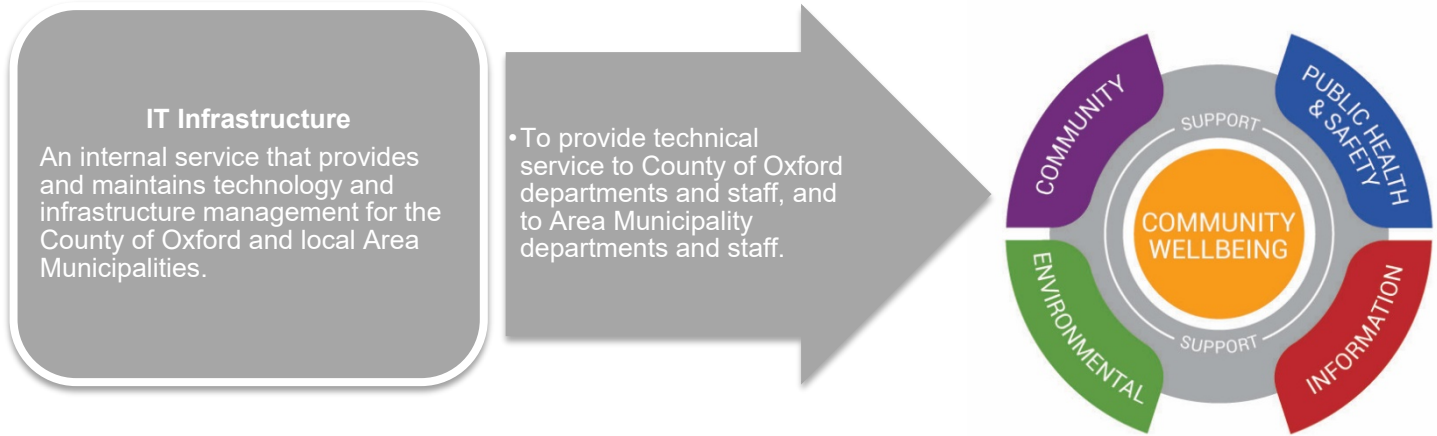 IT Infrastructure
An internal service that provides
and maintains technology and
infrastructure management for the
County of Oxford and local Area
Municipalities.
•To provide technical
service to County of Oxford
departments and staff, and
to Area Municipality
departments and staff.
COMMUNITY
PUBLIC HEALTH
& SAFETY
SUPPORT
COMMUNITY
WELLBEING
ENVIRONMENTAL
INFORMATION
SUPPORT